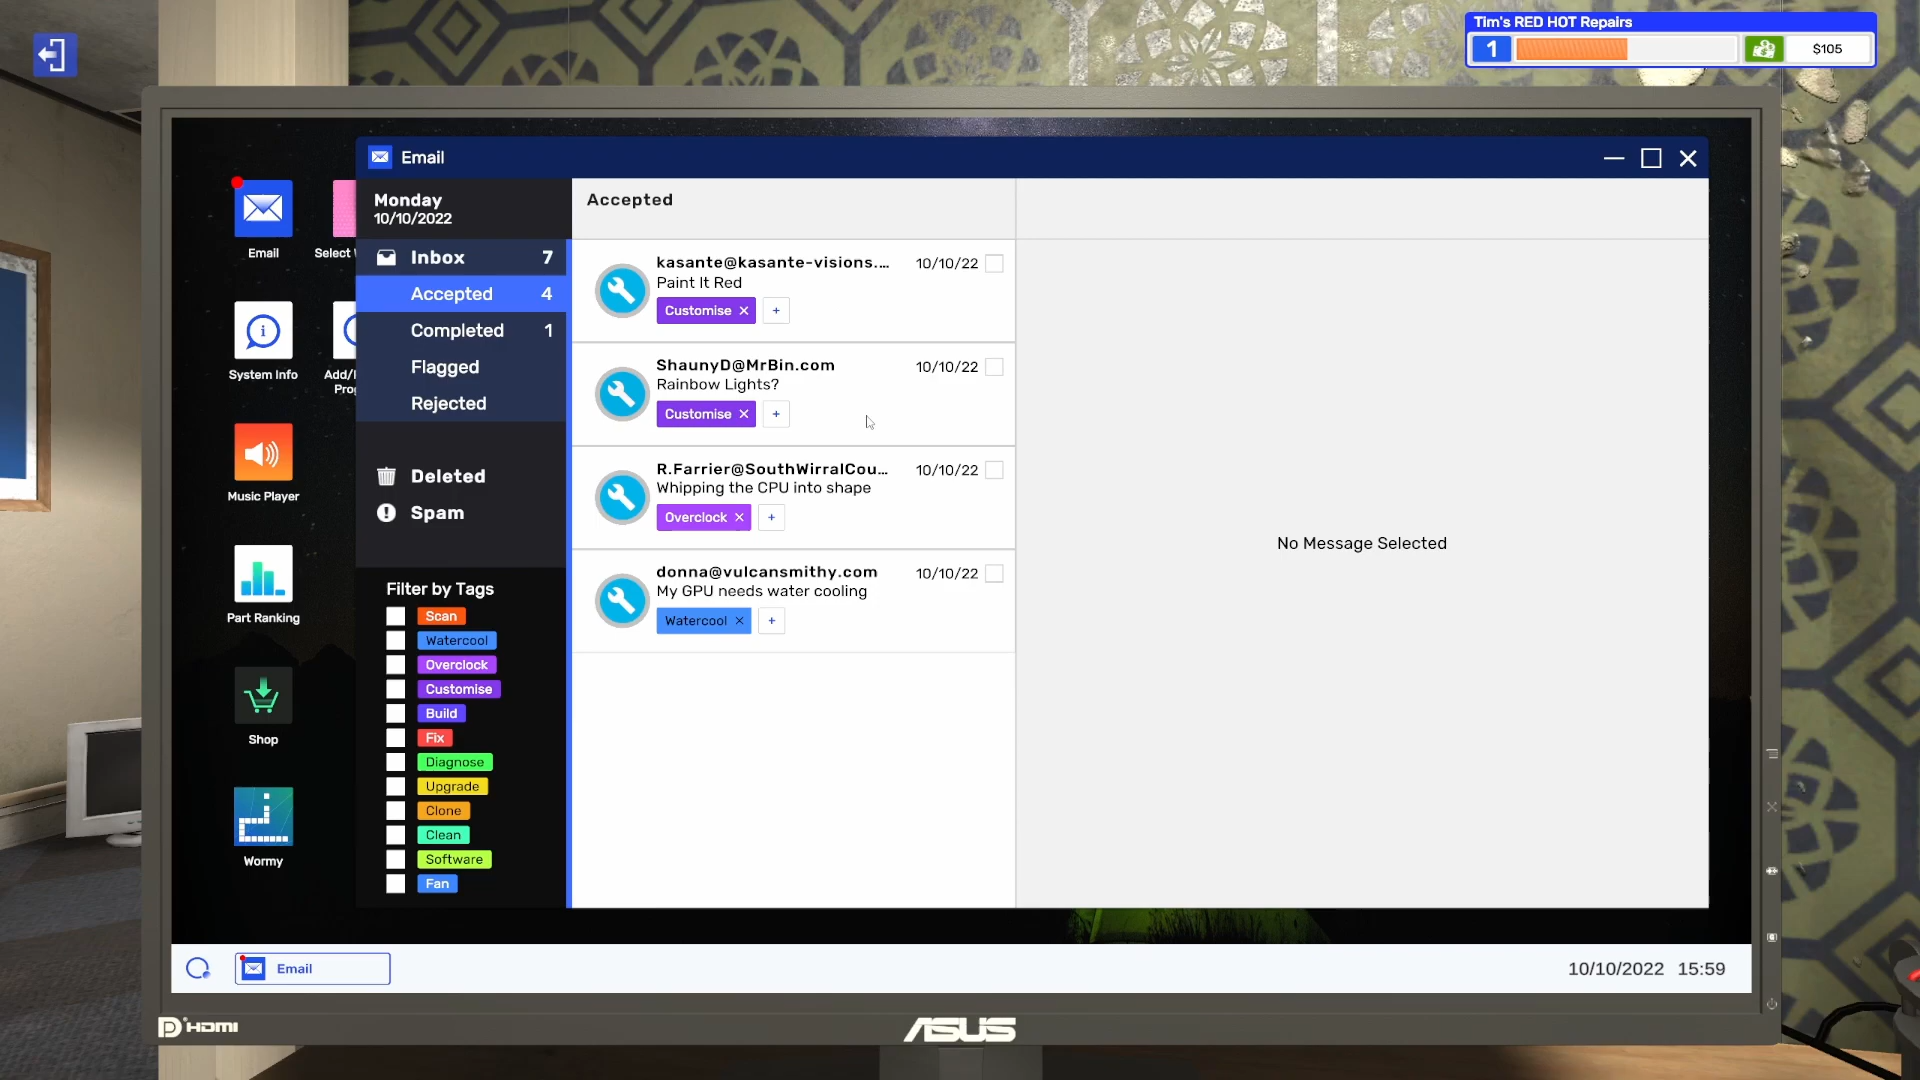 Tim's RED HOT Repairs
1
$105
Email
Monday
10/10/2022
Inbox 7
Accepted 4
Completed 1
Flagged
Rejected
Deleted
Spam
Filter by Tags
Scan
Watercool
Overclock
Customise
Build
Fix
Diagnose
Upgrade
Clone
Clean
Software
Fan
Accepted
kasante@kasante-visions.... 10/10/22
Paint It Red
Customise × +
ShaunyD@MrBin.com 10/10/22
Rainbow Lights?
Customise × +
R.Farrier@SouthWirralCou... 10/10/22
Whipping the CPU into shape
Overclock × +
donna@vulcansmithy.com 10/10/22
My GPU needs water cooling
Watercool × +
No Message Selected
Email
Select
System Info
Add/
Music Player
Part Ranking
Shop
Wormy
Email
10/10/2022 15:59
HDMI
ASUS